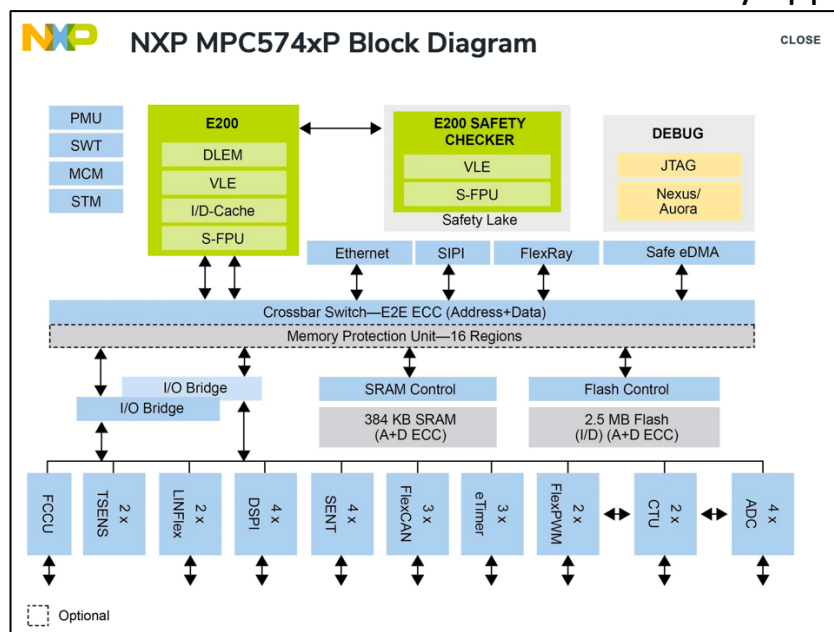 NXP
NXP MPC574xP Block Diagram
CLOSE
PMU
SWT
MCM
STM
E200
DLEM
VLE
I/D-Cache
S-FPU
E200 SAFETY
CHECKER
VLE
S-FPU
Safety Lake
DEBUG
JTAG
Nexus/
Auora
Ethernet
SIPI
FlexRay
Safe eDMA
Crossbar Switch—E2E ECC (Address+Data)
Memory Protection Unit—16 Regions
I/O Bridge
I/O Bridge
SRAM Control
384 KB SRAM
(A+D ECC)
Flash Control
2.5 MB Flash
(I/D) (A+D ECC)
FCCU
2 x
TSENS
2 x
LINFlex
4 x
DSPI
4 x
SENT
3 x
FlexCAN
3 x
eTimer
2 x
FlexPWM
2 x
CTU
4 x
ADC
Optional